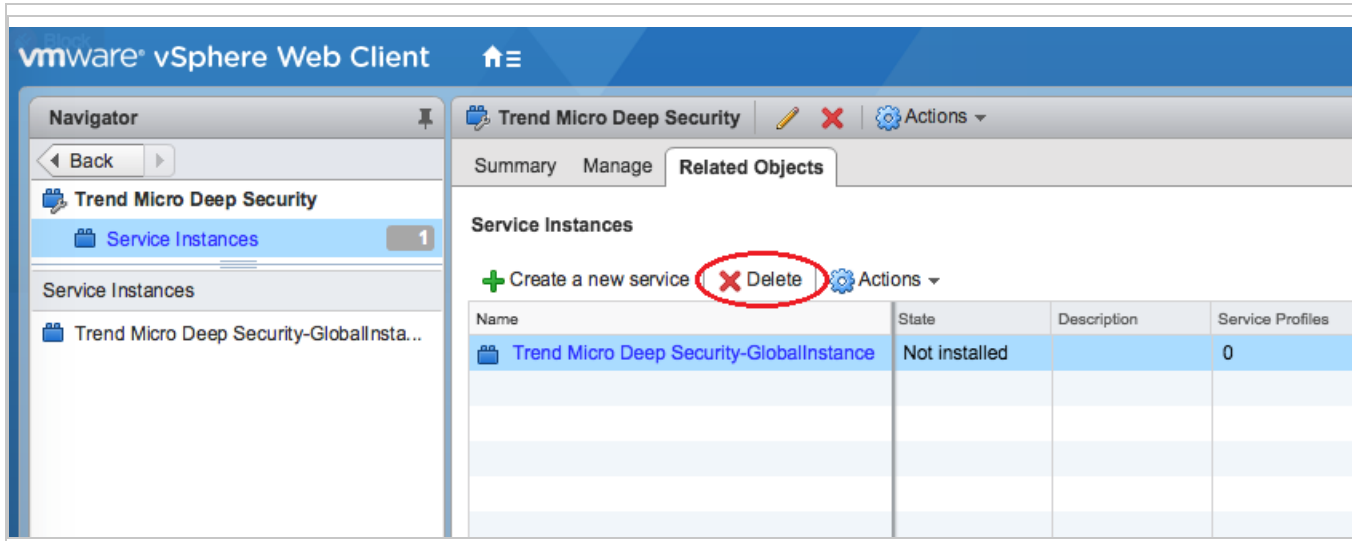 vmware® vSphere Web Client
Navigator
Back
Trend Micro Deep Security
Service Instances 1
Service Instances
Trend Micro Deep Security-GlobalInsta...
Trend Micro Deep Security Actions
Summary Manage Related Objects
Service Instances
Create a new service Delete Actions
Name State Description Service Profiles
Trend Micro Deep Security-GlobalInstance Not installed 0